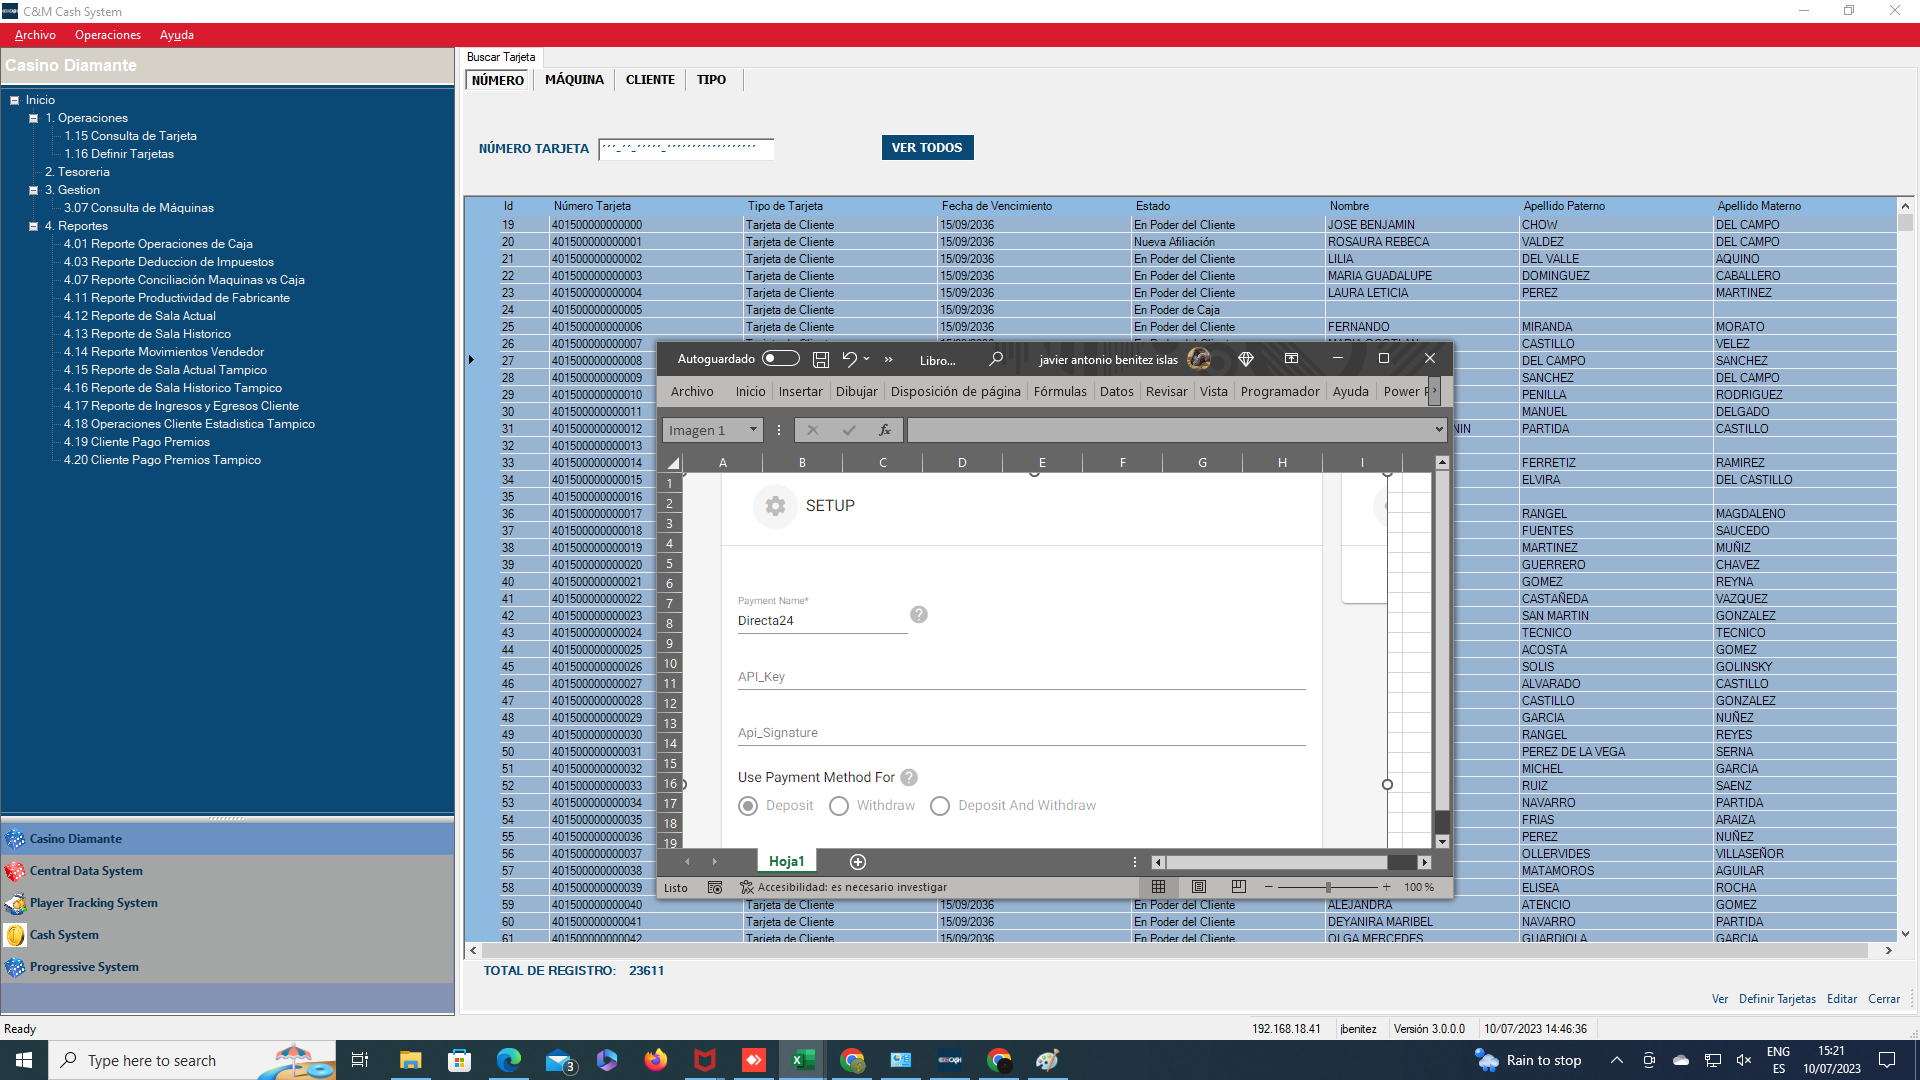 C&M Cash System
Archivo Operaciones Ayuda
Casino Diamante
Inicio
1. Operaciones
1.15 Consulta de Tarjeta
1.16 Definir Tarjetas
2. Tesoreria
3. Gestion
3.07 Consulta de Máquinas
4. Reportes
4.01 Reporte Operaciones de Caja
4.03 Reporte Deduccion de Impuestos
4.07 Reporte Conciliación Maquinas vs Caja
4.11 Reporte Productividad de Fabricante
4.12 Reporte de Sala Actual
4.13 Reporte de Sala Historico
4.14 Reporte Movimientos Vendedor
4.15 Reporte de Sala Actual Tampico
4.16 Reporte de Sala Historico Tampico
4.17 Reporte de Ingresos y Egresos Cliente
4.18 Operaciones Cliente Estadistica Tampico
4.19 Cliente Pago Premios
4.20 Cliente Pago Premios Tampico
Casino Diamante
Central Data System
Player Tracking System
Cash System
Progressive System
Buscar Tarjeta
NÚMERO MÁQUINA CLIENTE TIPO
NÚMERO TARJETA VER TODOS
Id Número Tarjeta Tipo de Tarjeta Fecha de Vencimiento Estado Nombre Apellido Paterno Apellido Materno
19 401500000000000 Tarjeta de Cliente 15/09/2036 En Poder del Cliente JOSE BENJAMIN CHOW DEL CAMPO
20 401500000000001 Tarjeta de Cliente 15/09/2036 Nueva Afiliación ROSAURA REBECA VALDEZ DEL CAMPO
21 401500000000002 Tarjeta de Cliente 15/09/2036 En Poder del Cliente LILIA DEL VALLE AQUINO
22 401500000000003 Tarjeta de Cliente 15/09/2036 En Poder del Cliente MARIA GUADALUPE DOMINGUEZ CABALLERO
23 401500000000004 Tarjeta de Cliente 15/09/2036 En Poder del Cliente LAURA LETICIA PEREZ MARTINEZ
24 401500000000005 Tarjeta de Cliente 15/09/2036 En Poder de Caja
25 401500000000006 Tarjeta de Cliente 15/09/2036 En Poder del Cliente FERNANDO MIRANDA MORATO
26 401500000000007 CASTILLO VELEZ
27 401500000000008 DEL CAMPO SANCHEZ
28 401500000000009 SANCHEZ DEL CAMPO
29 401500000000010 PENILLA RODRIGUEZ
30 401500000000011 MANUEL DELGADO
31 401500000000012 NIN PARTIDA CASTILLO
32 401500000000013
33 401500000000014 FERRETIZ RAMIREZ
34 401500000000015 ELVIRA DEL CASTILLO
35 401500000000016
36 401500000000017 RANGEL MAGDALENO
37 401500000000018 FUENTES SAUCEDO
38 401500000000019 MARTINEZ MUÑIZ
39 401500000000020 GUERRERO CHAVEZ
40 401500000000021 GOMEZ REYNA
41 401500000000022 CASTAÑEDA VAZQUEZ
42 401500000000023 SAN MARTIN GONZALEZ
43 401500000000024 TECNICO TECNICO
44 401500000000025 ACOSTA GOMEZ
45 401500000000026 SOLIS GOLINSKY
46 401500000000027 ALVARADO CASTILLO
47 401500000000028 CASTILLO GONZALEZ
48 401500000000029 GARCIA NUÑEZ
49 401500000000030 RANGEL REYES
50 401500000000031 PEREZ DE LA VEGA SERNA
51 401500000000032 MICHEL GARCIA
52 401500000000033 RUIZ SAENZ
53 401500000000034 NAVARRO PARTIDA
54 401500000000035 FRIAS ARAIZA
55 401500000000036 PEREZ NUÑEZ
56 401500000000037 OLLERVIDES VILLASEÑOR
57 401500000000038 MATAMOROS AGUILAR
58 401500000000039 ELISEA ROCHA
59 401500000000040 Tarjeta de Cliente 15/09/2036 En Poder del Cliente ALEJANDRA ATENCIO GOMEZ
60 401500000000041 Tarjeta de Cliente 15/09/2036 En Poder del Cliente DEYANIRA MARIBEL NAVARRO PARTIDA
61 401500000000042 Tarjeta de Cliente 15/09/2036 En Poder del Cliente OLGA MERCEDES GUARDIOLA GARCIA
Autoguardado Libro... javier antonio benitez islas
Archivo Inicio Insertar Dibujar Disposición de página Fórmulas Datos Revisar Vista Programador Ayuda Power P
Imagen 1 fx
A B C D E F G H I
1
2
3
4
5
6
7
8
9
10
11
12
13
14
15
16
17
18
19
SETUP
Payment Name*
Directa24
API_Key
Api_Signature
Use Payment Method For
Deposit Withdraw Deposit And Withdraw
Hoja1
Listo Accesibilidad: es necesario investigar 100 %
TOTAL DE REGISTRO: 23611
Ver Definir Tarjetas Editar Cerrar
Ready 192.168.18.41 jbenitez Versión 3.0.0.0 10/07/2023 14:46:36
Type here to search 3 Rain to stop ENG ES 15:21 10/07/2023